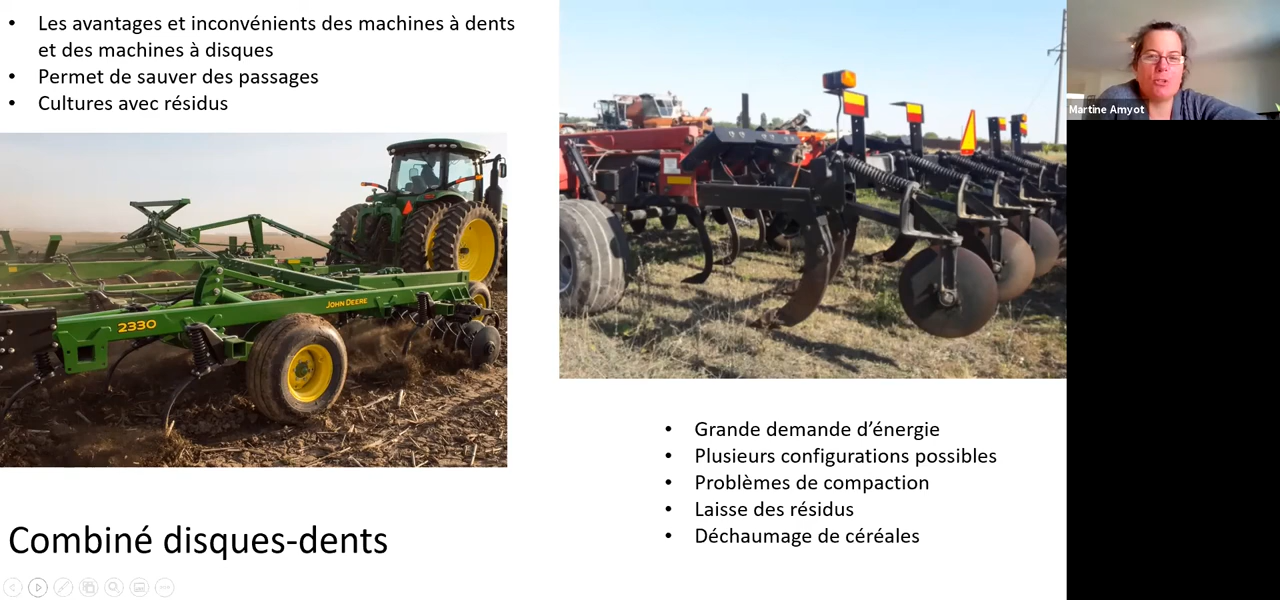 • Les avantages et inconvénients des machines à dents
et des machines à disques
• Permet de sauver des passages
• Cultures avec résidus
Martine Amyot
JOHN DEERE
2330
• Grande demande d'énergie
• Plusieurs configurations possibles
• Problèmes de compaction
• Laisse des résidus
• Déchaumage de céréales
Combiné disques-dents